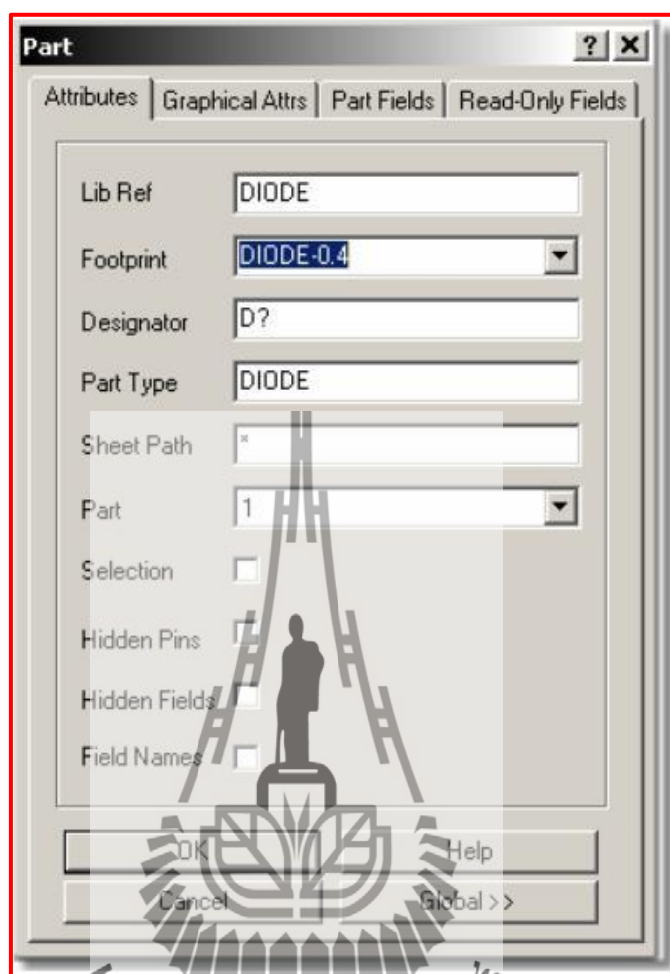 Part
Attributes Graphical Attrs Part Fields Read-Only Fields
Lib Ref DIODE
Footprint DIODE-0.4
Designator D?
Part Type DIODE
Sheet Path *
Part 1
Selection
Hidden Pins
Hidden Fields
Field Names
OK Help
Cancel Global >>